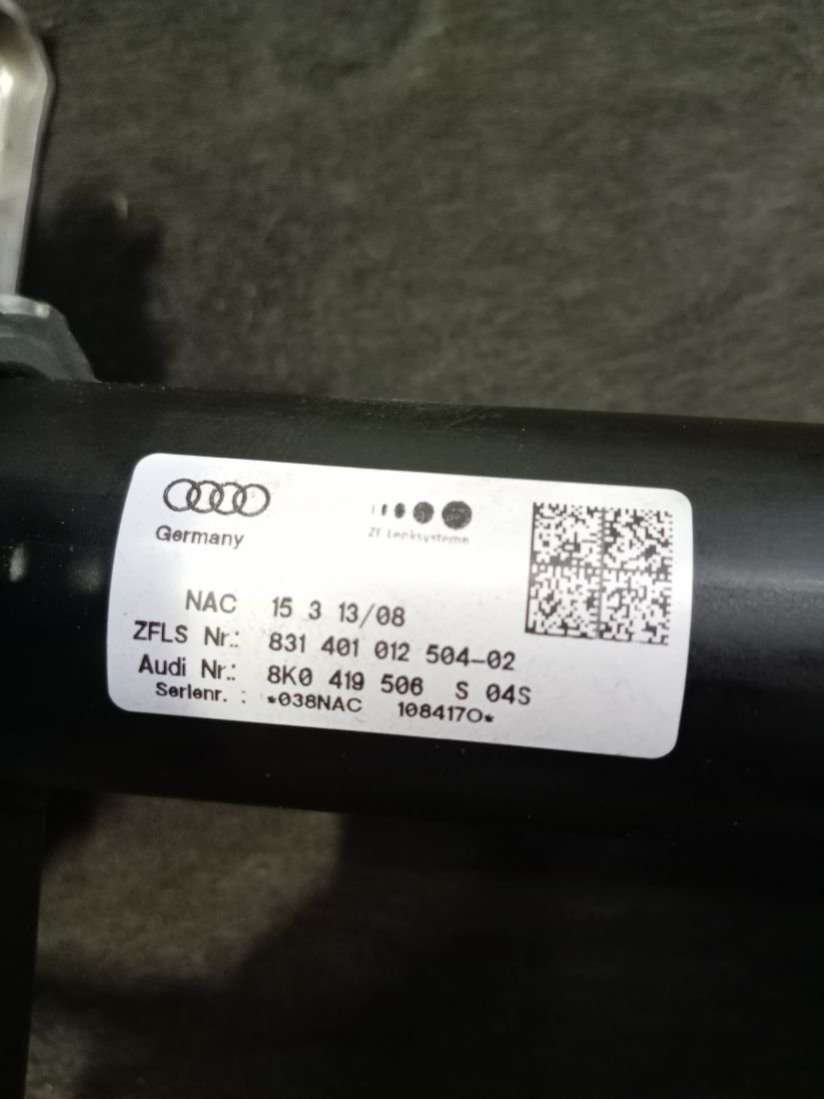 Germany
ZF Lenksysteme
NAC 15 3 13/08
ZFLS Nr.: 831 401 012 504-02
Audi Nr.: 8K0 419 506 S 04S
Serienr. : *038NAC 1084170*